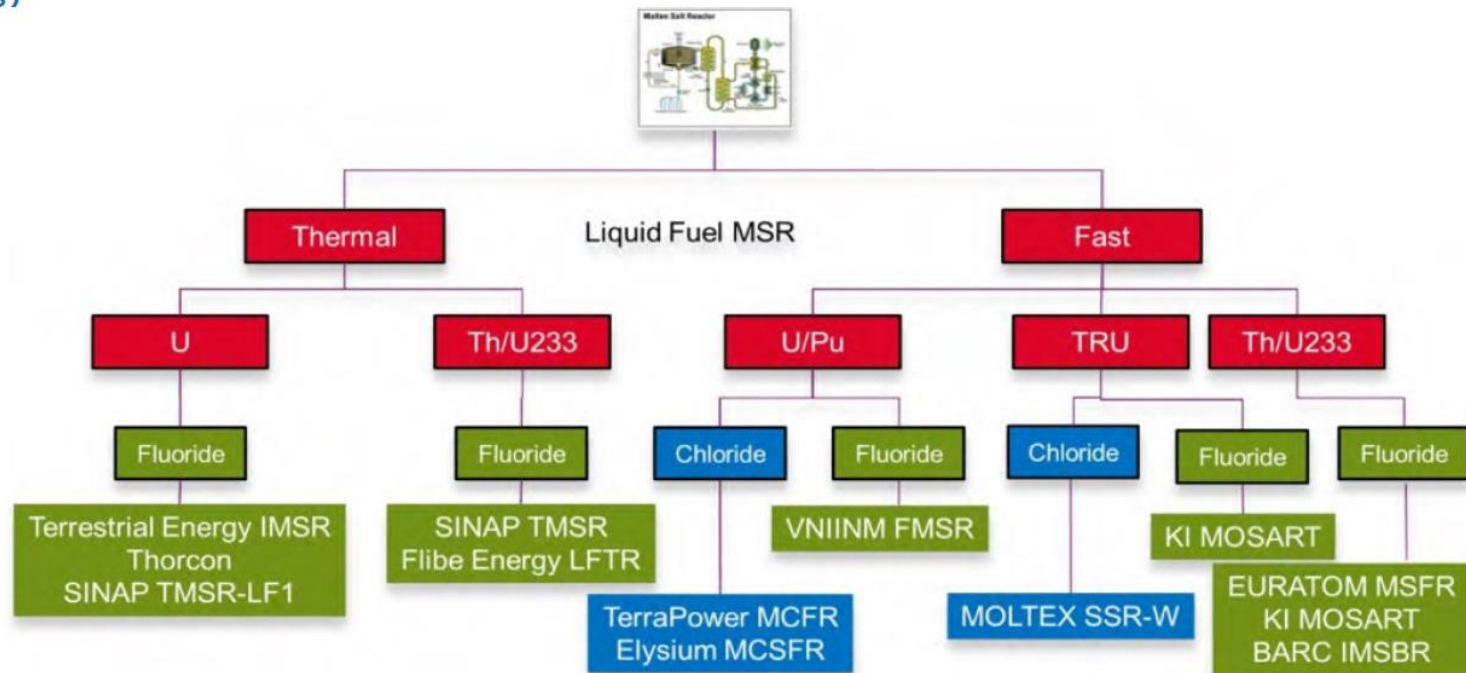 Molten Salt Reactor
Thermal
Liquid Fuel MSR
Fast
U
Th/U233
U/Pu
TRU
Th/U233
Fluoride
Fluoride
Chloride
Fluoride
Chloride
Fluoride
Fluoride
Terrestrial Energy IMSR
Thorcon
SINAP TMSR-LF1
SINAP TMSR
Flibe Energy LFTR
TerraPower MCFR
Elysium MCSFR
VNIINM FMSR
MOLTEX SSR-W
KI MOSART
EURATOM MSFR
KI MOSART
BARC IMSBR